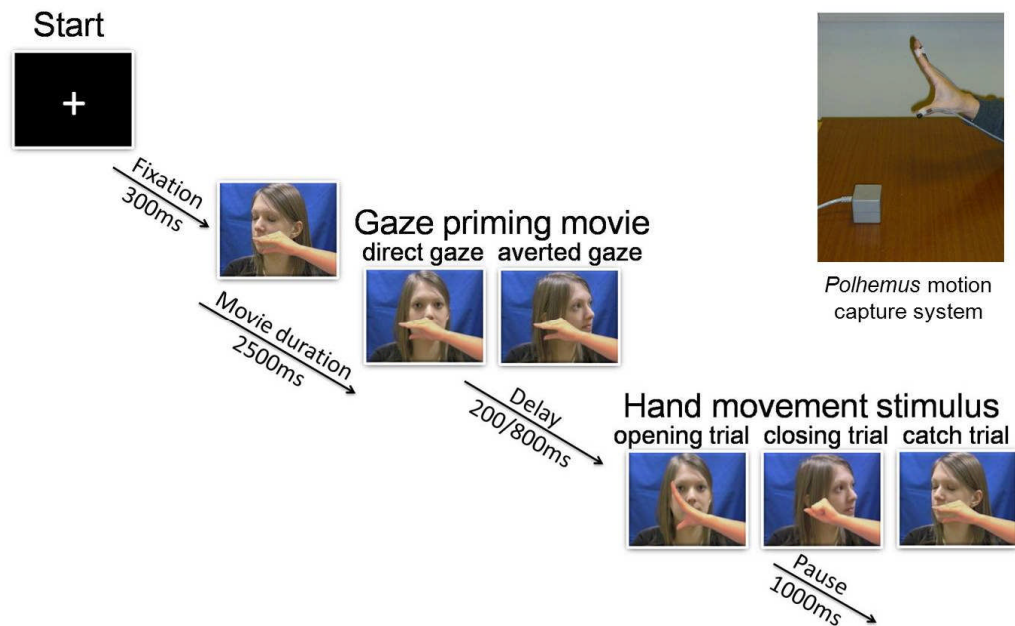 Start
Fixation
300ms
Gaze priming movie
direct gaze averted gaze
Movie duration
2500ms
Polhemus motion
capture system
Delay
200/800ms
Hand movement stimulus
opening trial closing trial catch trial
Pause
1000ms